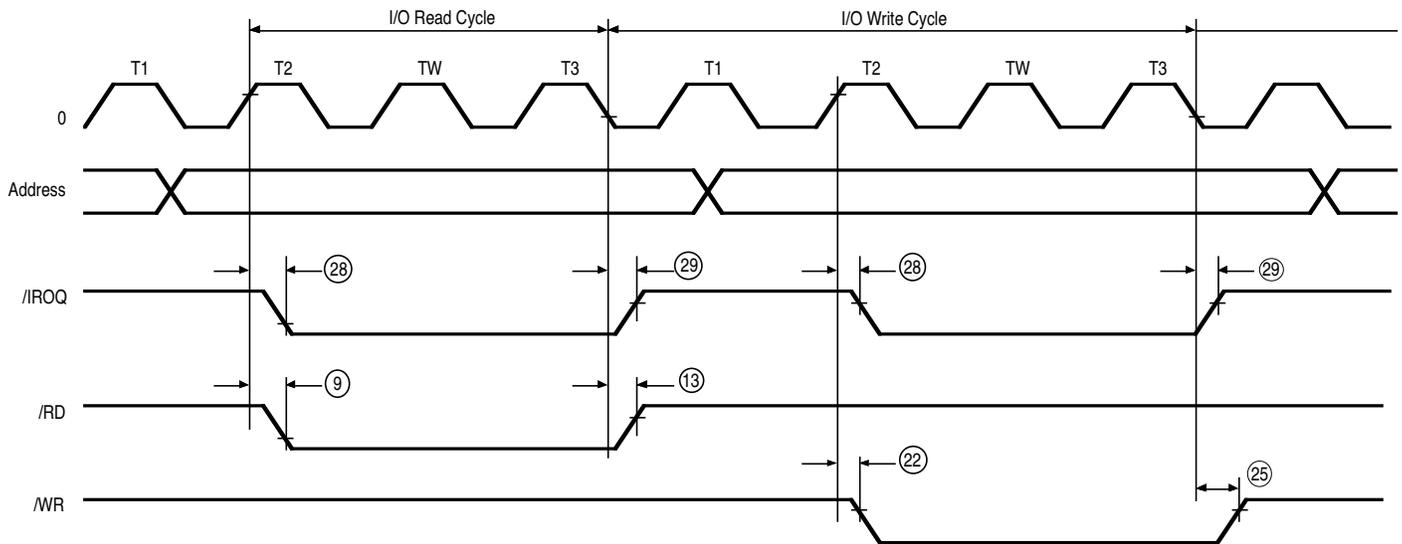 I/O Read Cycle I/O Write Cycle
T1 T2 TW T3 T1 T2 TW T3
0
Address
28 29 28 29
/IROQ
9 13
/RD
22 25
/WR